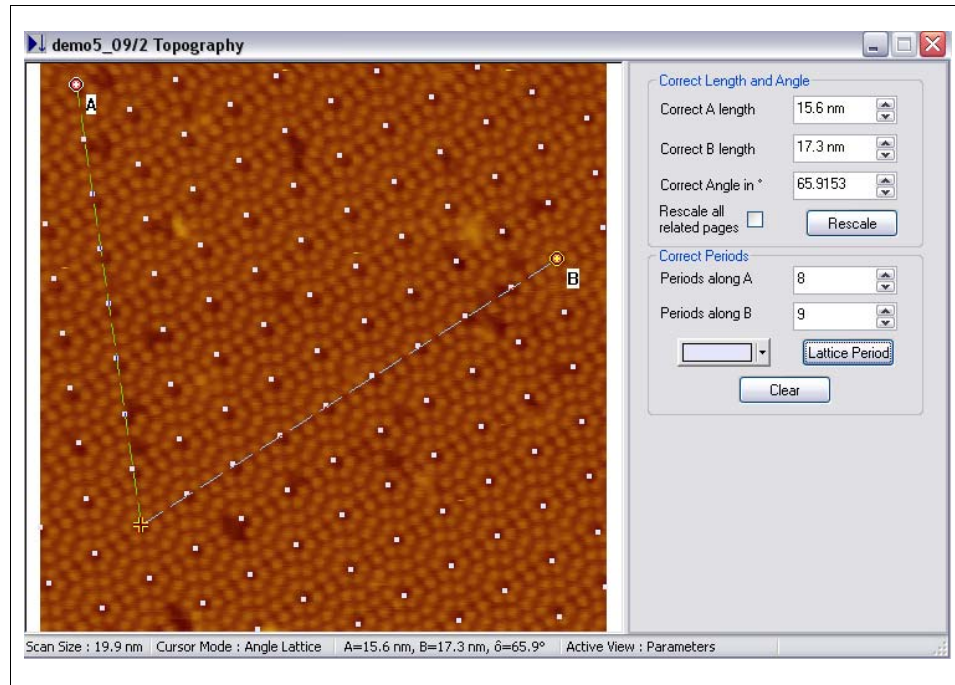 demo5_09/2 Topography
A
B
Correct Length and Angle
Correct A length 15.6 nm
Correct B length 17.3 nm
Correct Angle in ° 65.9153
Rescale all
related pages Rescale
Correct Periods
Periods along A 8
Periods along B 9
Lattice Period
Clear
Scan Size : 19.9 nm Cursor Mode : Angle Lattice A=15.6 nm, B=17.3 nm, ô=65.9° Active View : Parameters